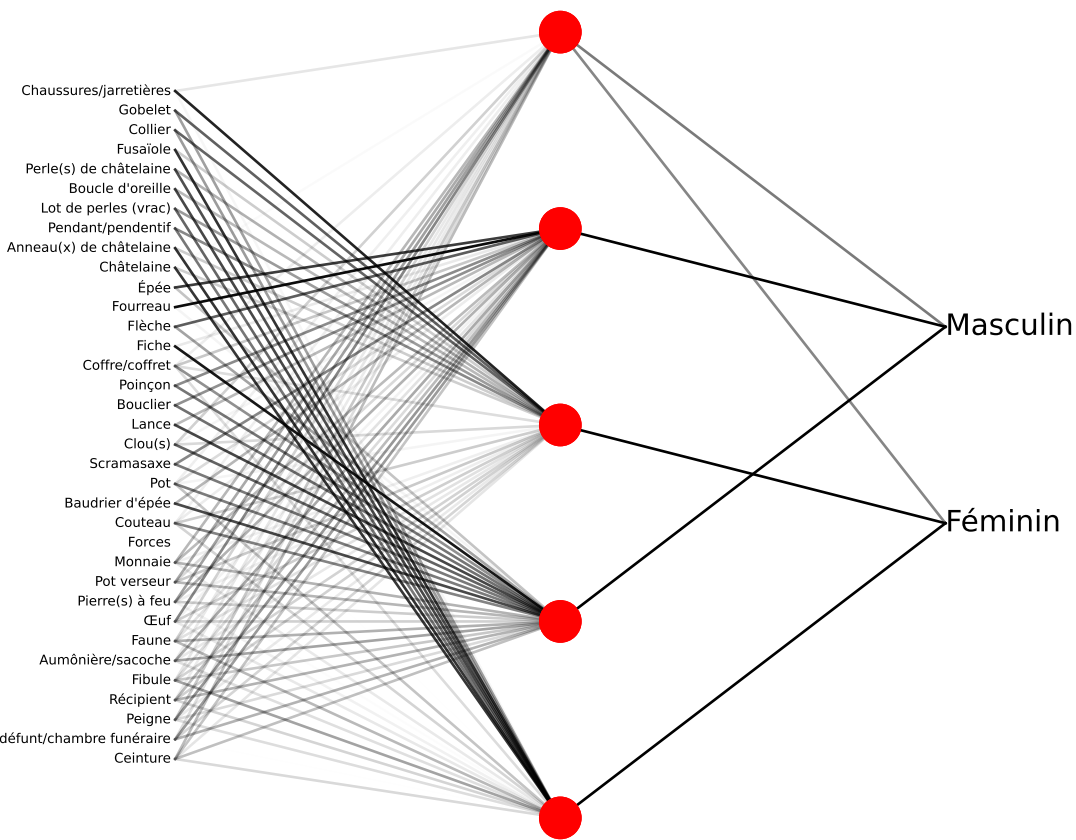 Chaussures/jarretières
Gobelet
Collier
Fusaïole
Perle(s) de châtelaine
Boucle d'oreille
Lot de perles (vrac)
Pendant/pendentif
Anneau(x) de châtelaine
Châtelaine
Épée
Fourreau
Flèche
Fiche
Coffre/coffret
Poinçon
Bouclier
Lance
Clou(s)
Scramasaxe
Pot
Baudrier d'épée
Couteau
Forces
Monnaie
Pot verseur
Pierre(s) à feu
Œuf
Faune
Aumônière/sacoche
Fibule
Récipient
Peigne
défunt/chambre funéraire
Ceinture
Masculin
Féminin